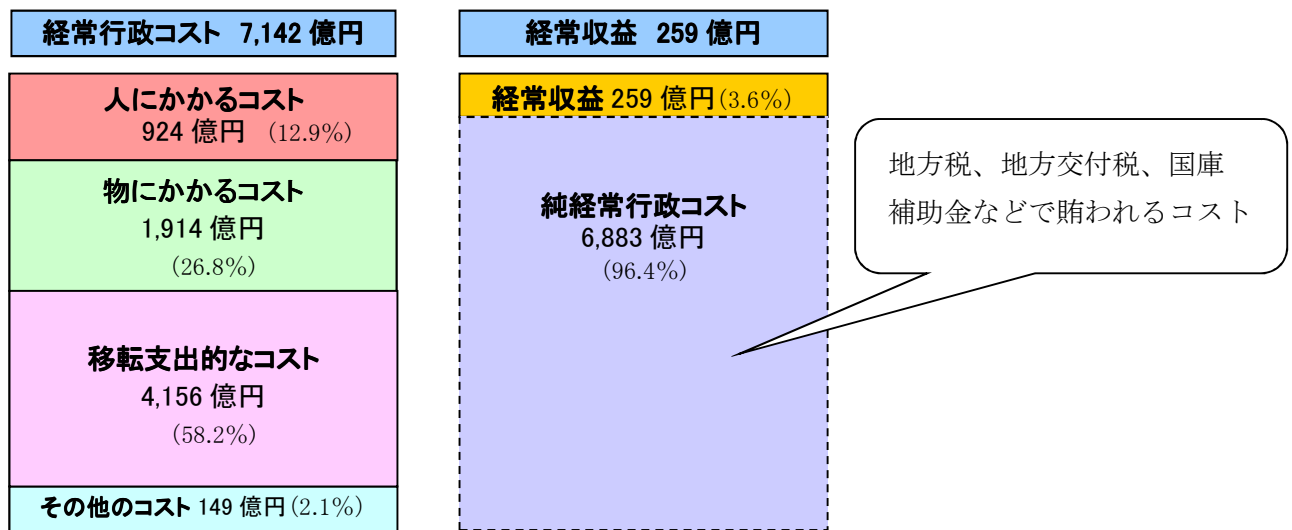 経常行政コスト 7,142 億円
人にかかるコスト
924 億円 (12.9%)
物にかかるコスト
1,914 億円
(26.8%)
移転支出的なコスト
4,156 億円
(58.2%)
その他のコスト 149 億円(2.1%)
経常収益 259 億円
経常収益 259 億円(3.6%)
純経常行政コスト
6,883 億円
(96.4%)
地方税、地方交付税、国庫
補助金などで賄われるコスト